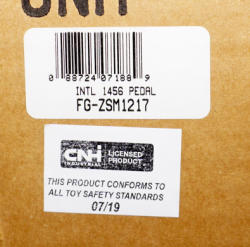 UNIT
0 88724 07188 9
INTL 1456 PEDAL
FG-ZSM1217
CNH
INDUSTRIAL
LICENSED
PRODUCT
THIS PRODUCT CONFORMS TO
ALL TOY SAFETY STANDARDS
07/19